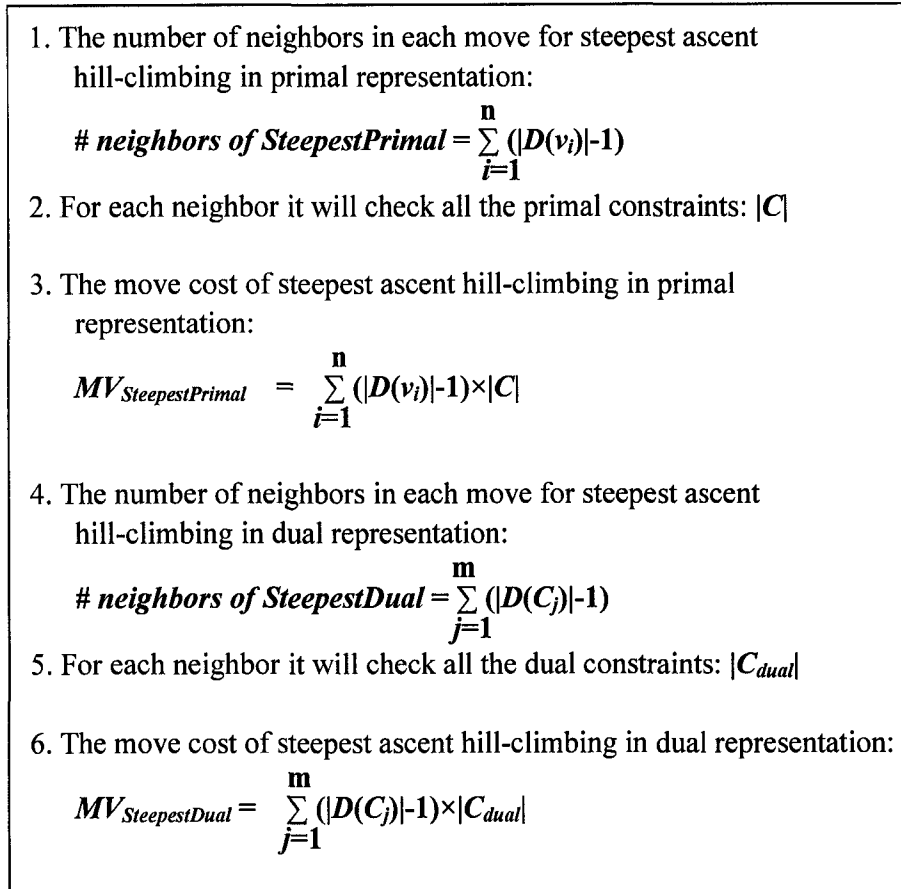 1. The number of neighbors in each move for steepest ascent
hill-climbing in primal representation:
# neighbors of SteepestPrimal = n∑i=1 (|D(vi)|-1)
2. For each neighbor it will check all the primal constraints: |C|
3. The move cost of steepest ascent hill-climbing in primal
representation:
MVSteepestPrimal = n∑i=1 (|D(vi)|-1)×|C|
4. The number of neighbors in each move for steepest ascent
hill-climbing in dual representation:
# neighbors of SteepestDual = m∑j=1 (|D(Cj)|-1)
5. For each neighbor it will check all the dual constraints: |Cdual|
6. The move cost of steepest ascent hill-climbing in dual representation:
MVSteepestDual = m∑j=1 (|D(Cj)|-1)×|Cdual|